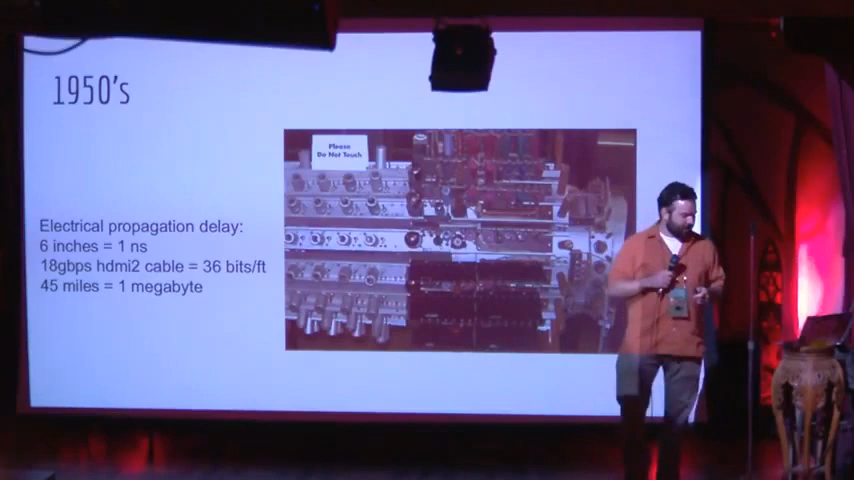 1950's
Please
Do Not Touch
Electrical propagation delay:
6 inches = 1 ns
18gbps hdmi2 cable = 36 bits/ft
45 miles = 1 megabyte